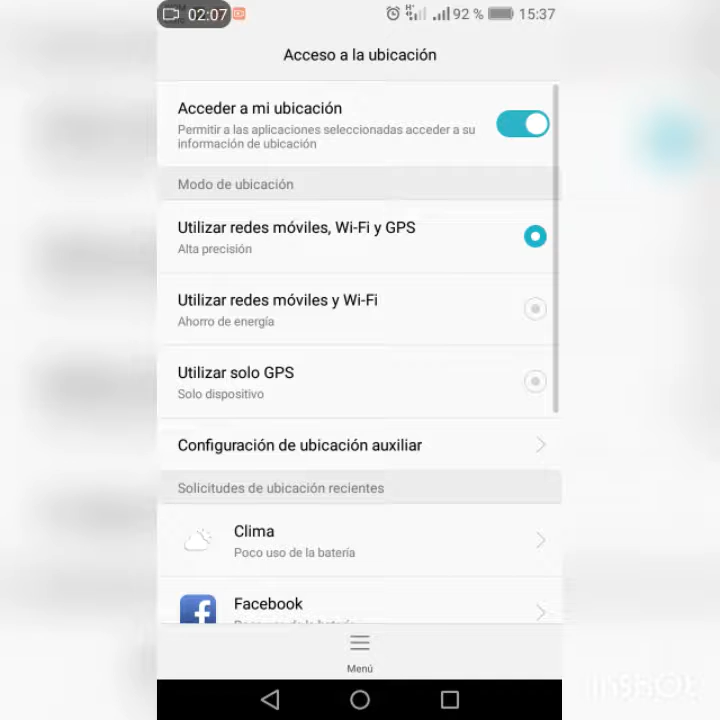 02:07 92 % 15:37
Acceso a la ubicación
Acceder a mi ubicación
Permitir a las aplicaciones seleccionadas acceder a su
información de ubicación
Modo de ubicación
Utilizar redes móviles, Wi-Fi y GPS
Alta precisión
Utilizar redes móviles y Wi-Fi
Ahorro de energía
Utilizar solo GPS
Solo dispositivo
Configuración de ubicación auxiliar
Solicitudes de ubicación recientes
Clima
Poco uso de la batería
Facebook
Menú